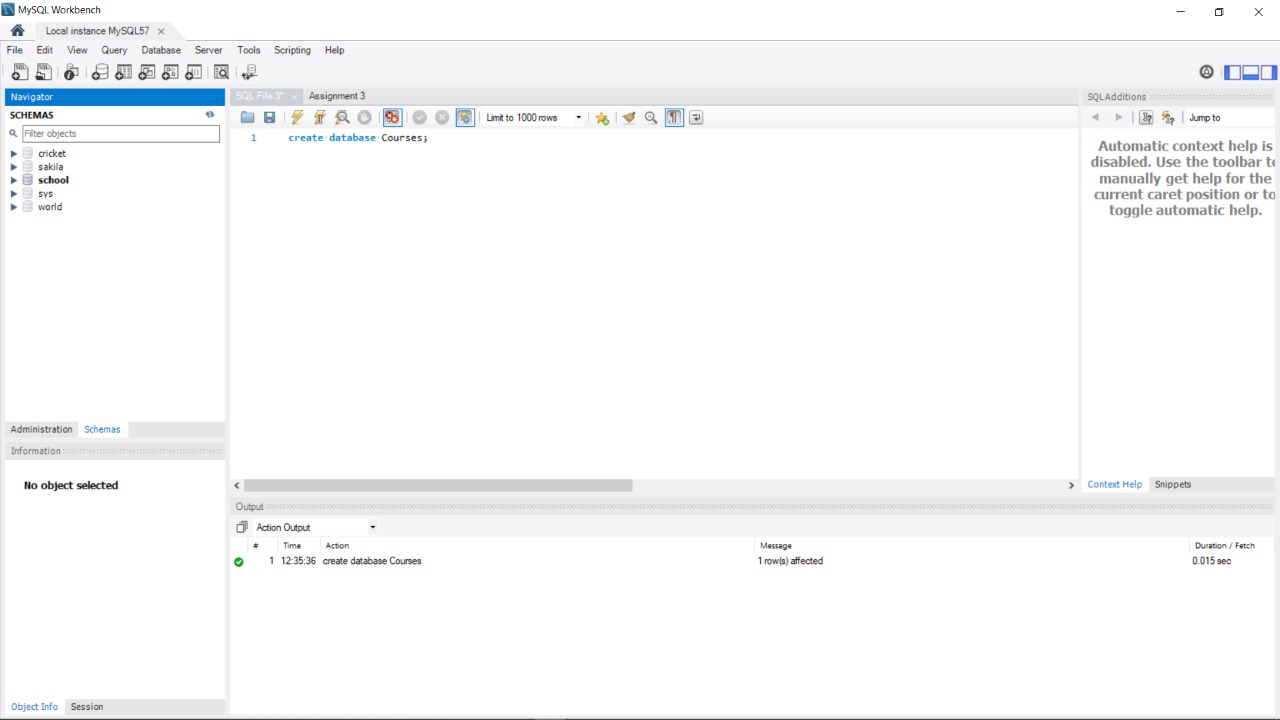 MySQL Workbench
Local instance MySQL57
File Edit View Query Database Server Tools Scripting Help
Navigator
SCHEMAS
Filter objects
cricket
sakila
school
sys
world
Administration Schemas
Information
No object selected
Object Info Session
SQL File 3* Assignment 3
Limit to 1000 rows
1 create database Courses;
Output
Action Output
# Time Action Message Duration / Fetch
1 12:35:36 create database Courses 1 row(s) affected 0.015 sec
SQLAdditions
Jump to
Automatic context help is
disabled. Use the toolbar to
manually get help for the
current caret position or to
toggle automatic help.
Context Help Snippets